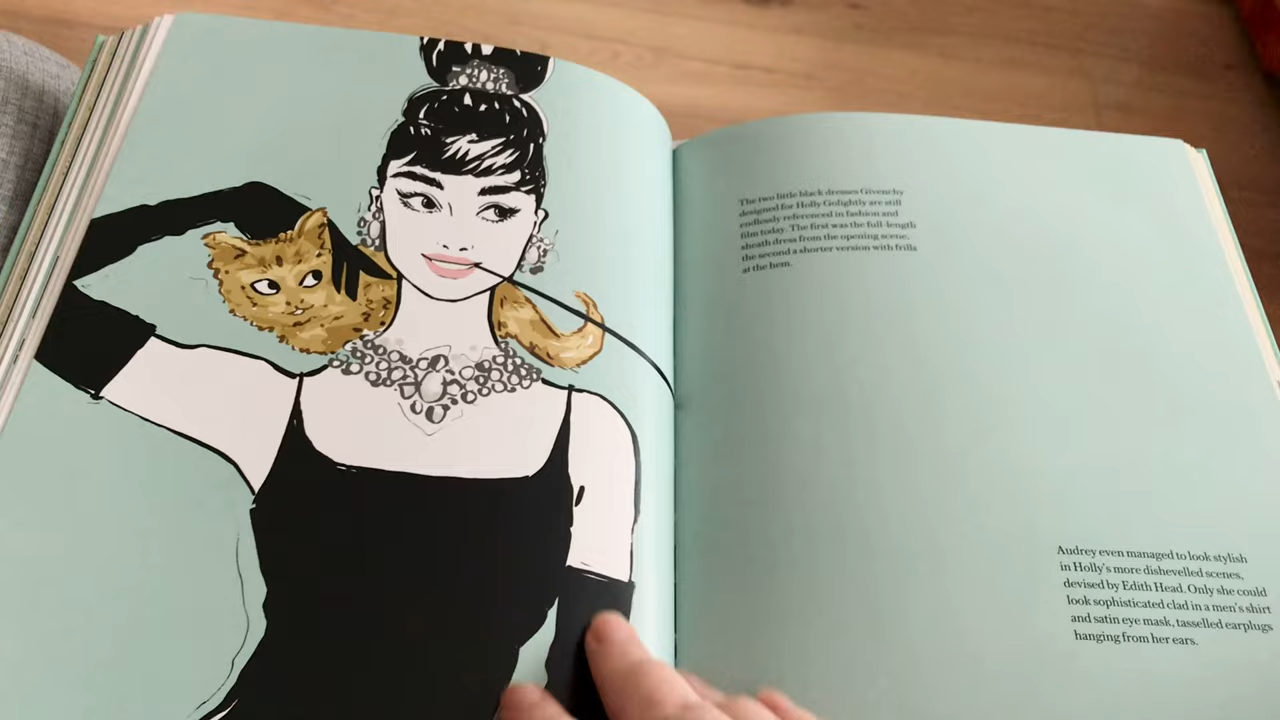 The two little black dresses Givenchy
designed for Holly Golightly are still
endlessly referenced in fashion and
film today. The first was the full-length
sheath dress from the opening scene,
the second a shorter version with frills
at the hem.
Audrey even managed to look stylish
in Holly's more dishevelled scenes,
devised by Edith Head. Only she could
look sophisticated clad in a men's shirt
and satin eye mask, tasselled earplugs
hanging from her ears.